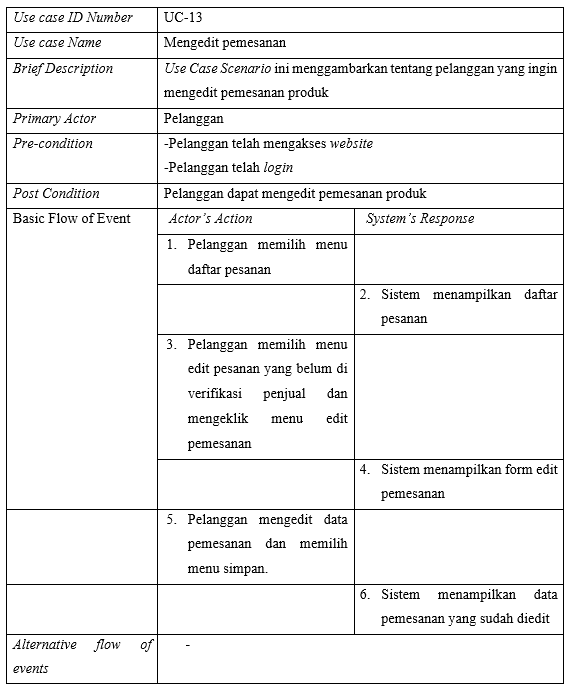 Use case ID Number UC-13
Use case Name Mengedit pemesanan
Brief Description Use Case Scenario ini menggambarkan tentang pelanggan yang ingin
mengedit pemesanan produk
Primary Actor Pelanggan
Pre-condition -Pelanggan telah mengakses website
-Pelanggan telah login
Post Condition Pelanggan dapat mengedit pemesanan produk
Basic Flow of Event Actor's Action System's Response
1. Pelanggan memilih menu
daftar pesanan
2. Sistem menampilkan daftar
pesanan
3. Pelanggan memilih menu
edit pesanan yang belum di
verifikasi penjual dan
mengeklik menu edit
pemesanan
4. Sistem menampilkan form edit
pemesanan
5. Pelanggan mengedit data
pemesanan dan memilih
menu simpan.
6. Sistem menampilkan data
pemesanan yang sudah diedit
Alternative flow of -
events